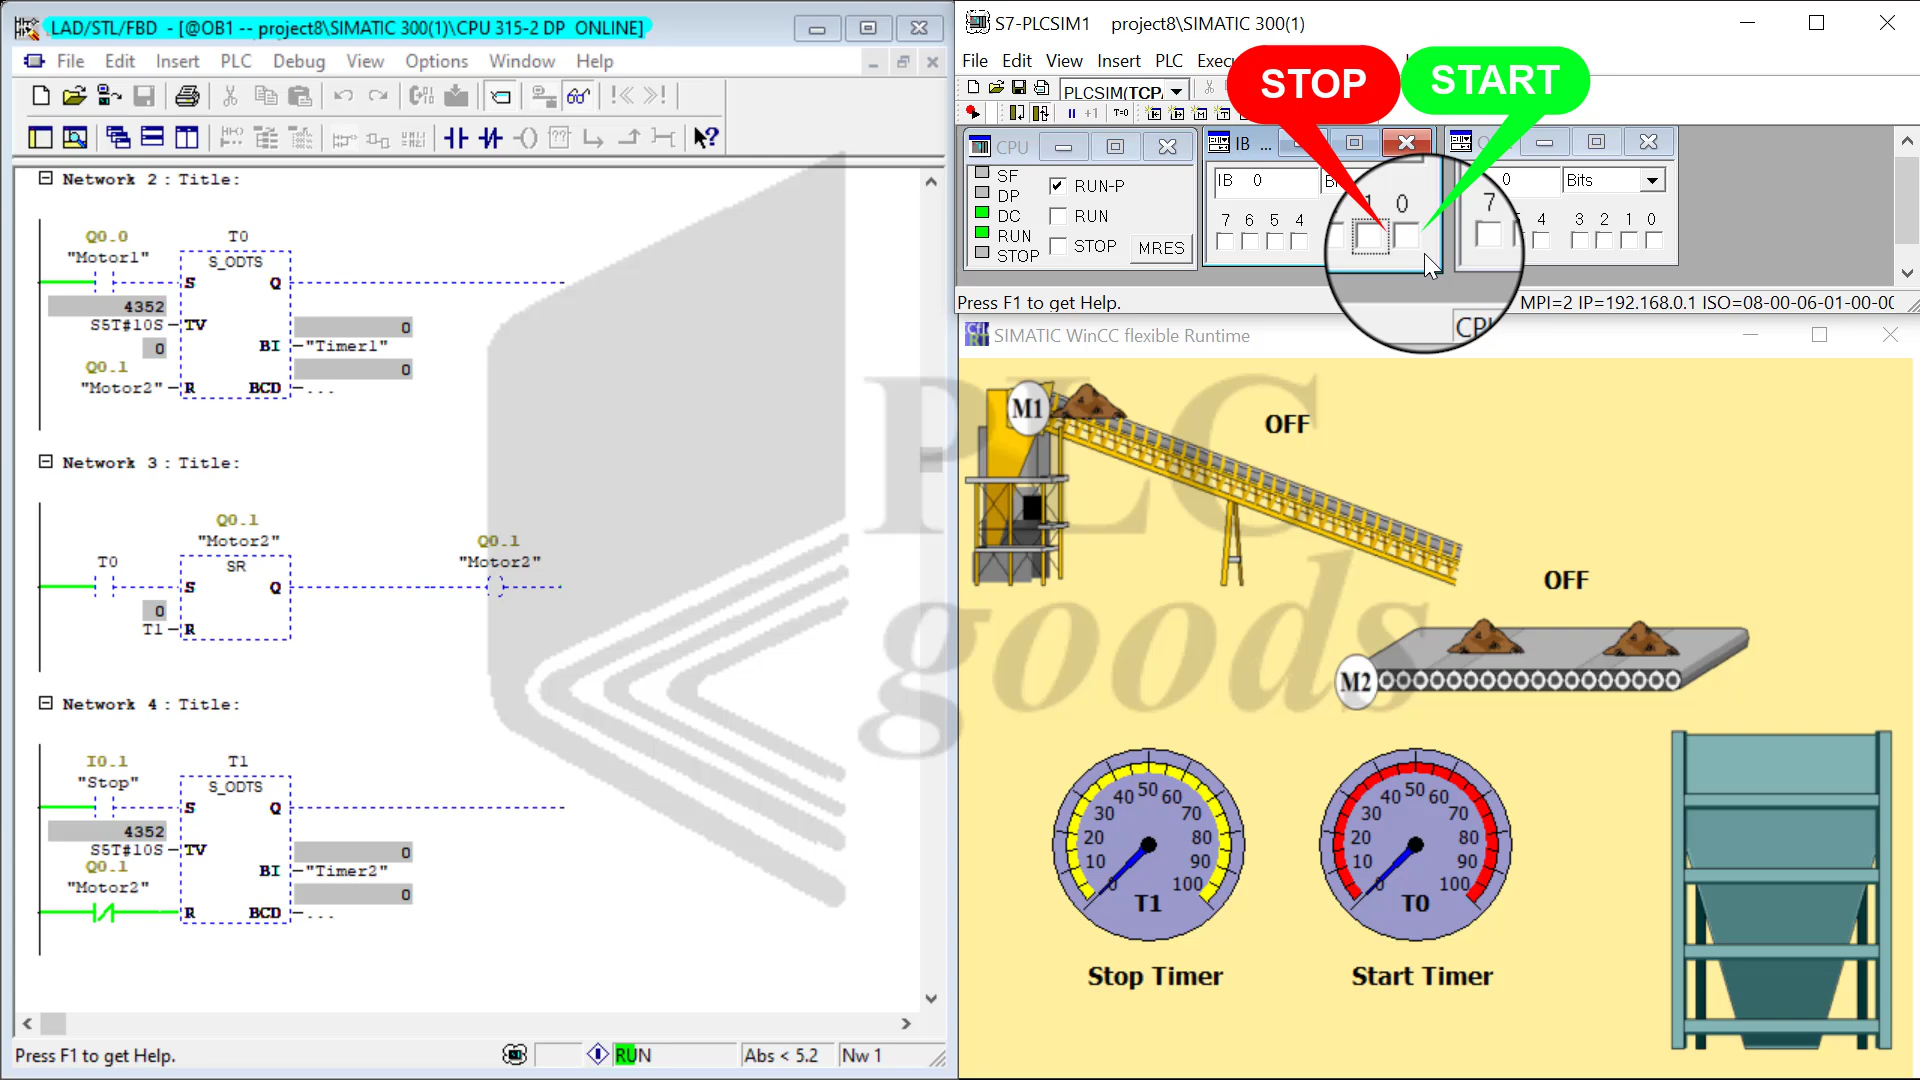 LAD/STL/FBD - [@OB1 -- project8\SIMATIC 300(1)\CPU 315-2 DP ONLINE]
File Edit Insert PLC Debug View Options Window Help
Network 2 : Title:
Q0.0
"Motor1"
T0
S_ODTS
S Q
4352
S5T#10S TV
0
0
BI "Timer1"
0
Q0.1
"Motor2" R BCD ...
Network 3 : Title:
Q0.1
"Motor2"
SR
Q0.1
"Motor2"
T0
S Q
0
T1 R
Network 4 : Title:
I0.1
"Stop"
T1
S_ODTS
S Q
4352
S5T#10S TV
0
BI "Timer2"
0
Q0.1
"Motor2"
R BCD ...
Press F1 to get Help.
RUN
Abs < 5.2
Nw 1
S7-PLCSIM1 project8\SIMATIC 300(1)
File Edit View Insert PLC Execu
STOP
START
PLCSIM(TCP/
+1
T=0
CPU
SF
DP
DC
RUN
STOP
RUN-P
RUN
STOP
MRES
IB ...
IB 0
7 6 5 4
1 0
0
Bits
7
4 3 2 1 0
CPU
Press F1 to get Help.
MPI=2 IP=192.168.0.1 ISO=08-00-06-01-00-00
SIMATIC WinCC flexible Runtime
M1
OFF
OFF
M2
0 10 20 30 40 50 60 70 80 90 100
T1
Stop Timer
0 10 20 30 40 50 60 70 80 90 100
T0
Start Timer
PLC
goods